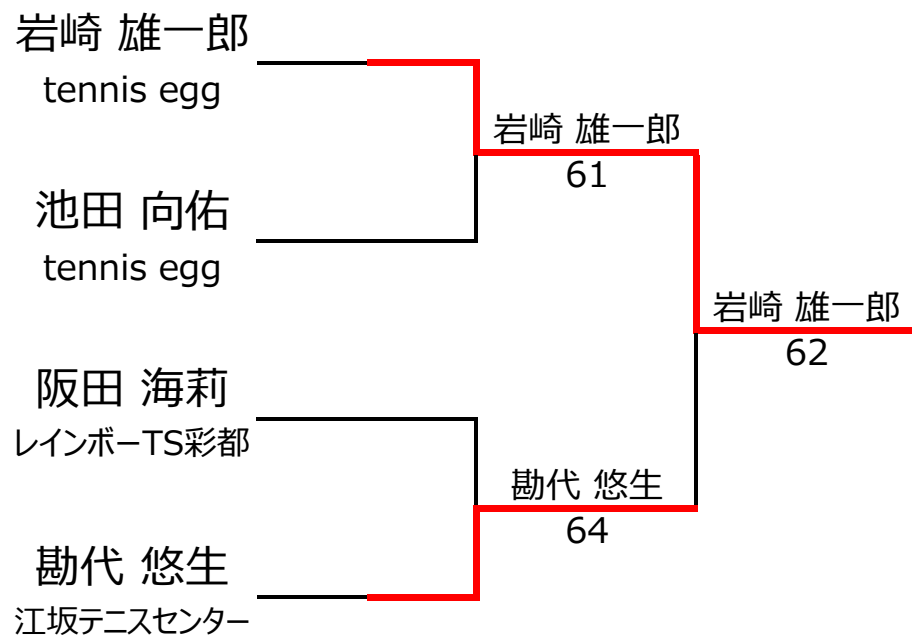 岩崎 雄一郎
tennis egg
岩崎 雄一郎
61
池田 向佑
tennis egg
岩崎 雄一郎
62
阪田 海莉
レインボーTS彩都
勘代 悠生
64
勘代 悠生
江坂テニスセンター